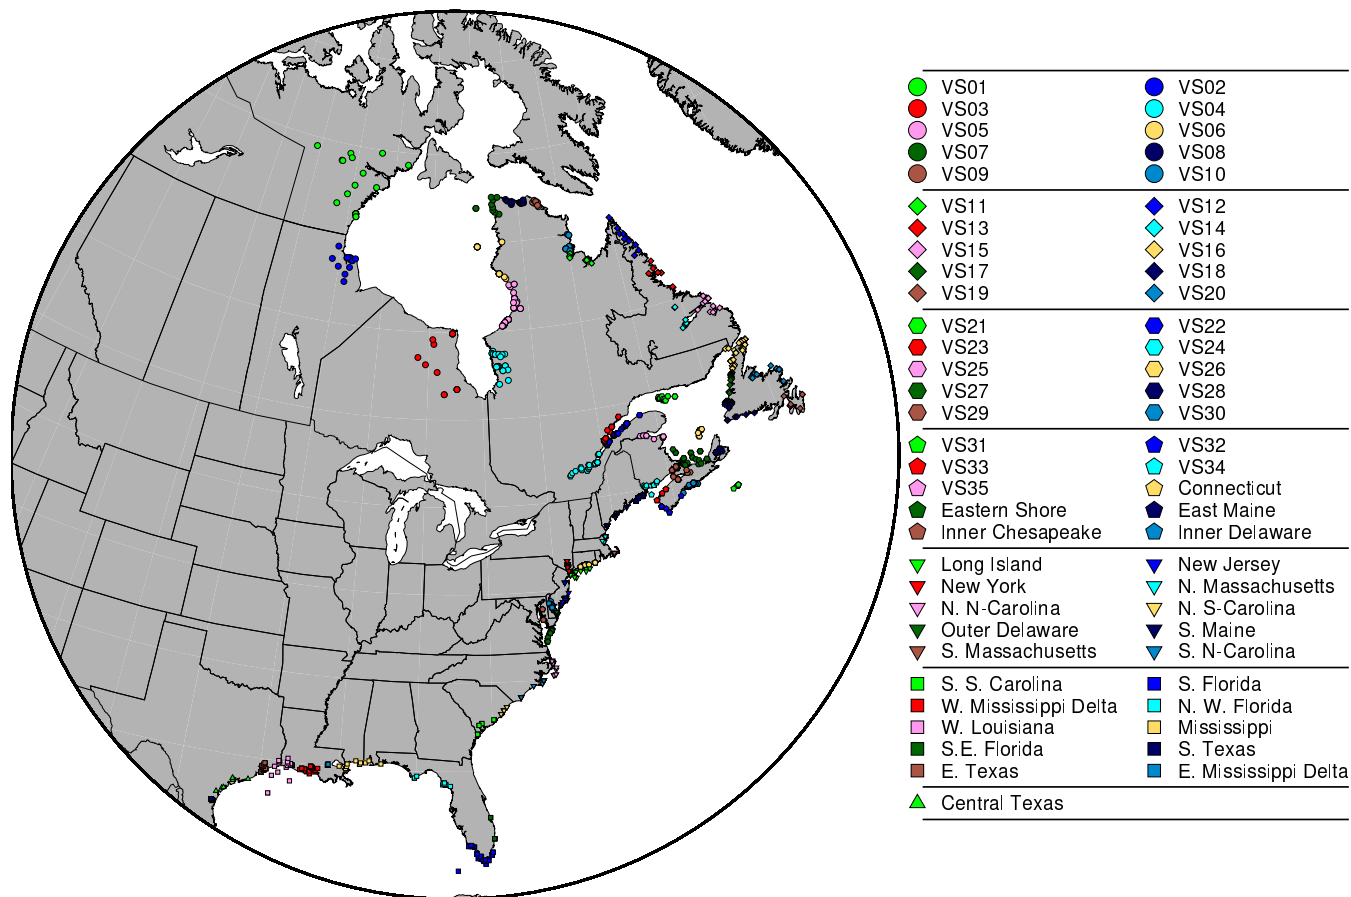 VS01 VS02
VS03 VS04
VS05 VS06
VS07 VS08
VS09 VS10
VS11 VS12
VS13 VS14
VS15 VS16
VS17 VS18
VS19 VS20
VS21 VS22
VS23 VS24
VS25 VS26
VS27 VS28
VS29 VS30
VS31 VS32
VS33 VS34
VS35 Connecticut
Eastern Shore East Maine
Inner Chesapeake Inner Delaware
Long Island New Jersey
New York N. Massachusetts
N. N-Carolina N. S-Carolina
Outer Delaware S. Maine
S. Massachusetts S. N-Carolina
S. S. Carolina S. Florida
W. Mississippi Delta N. W. Florida
W. Louisiana Mississippi
S.E. Florida S. Texas
E. Texas E. Mississippi Delta
Central Texas